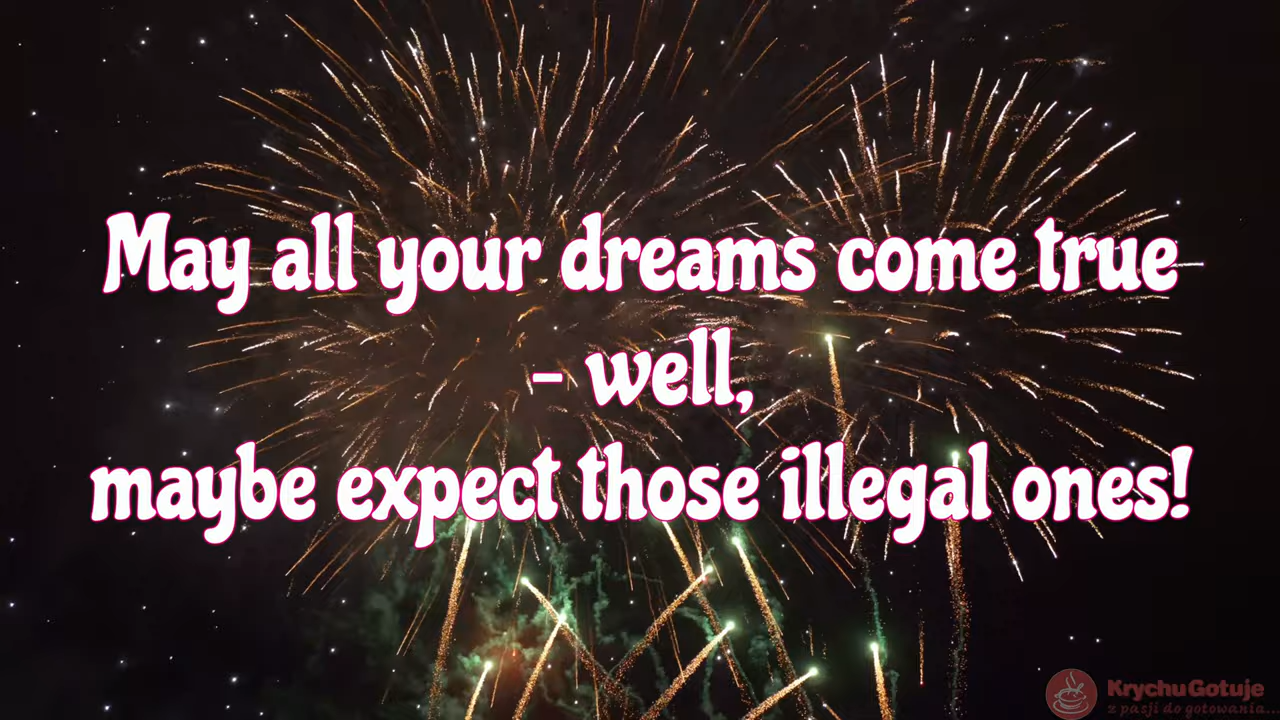 May all your dreams come true
- well,
maybe expect those illegal ones!
KrychuGotuje
z pasji do gotowania...